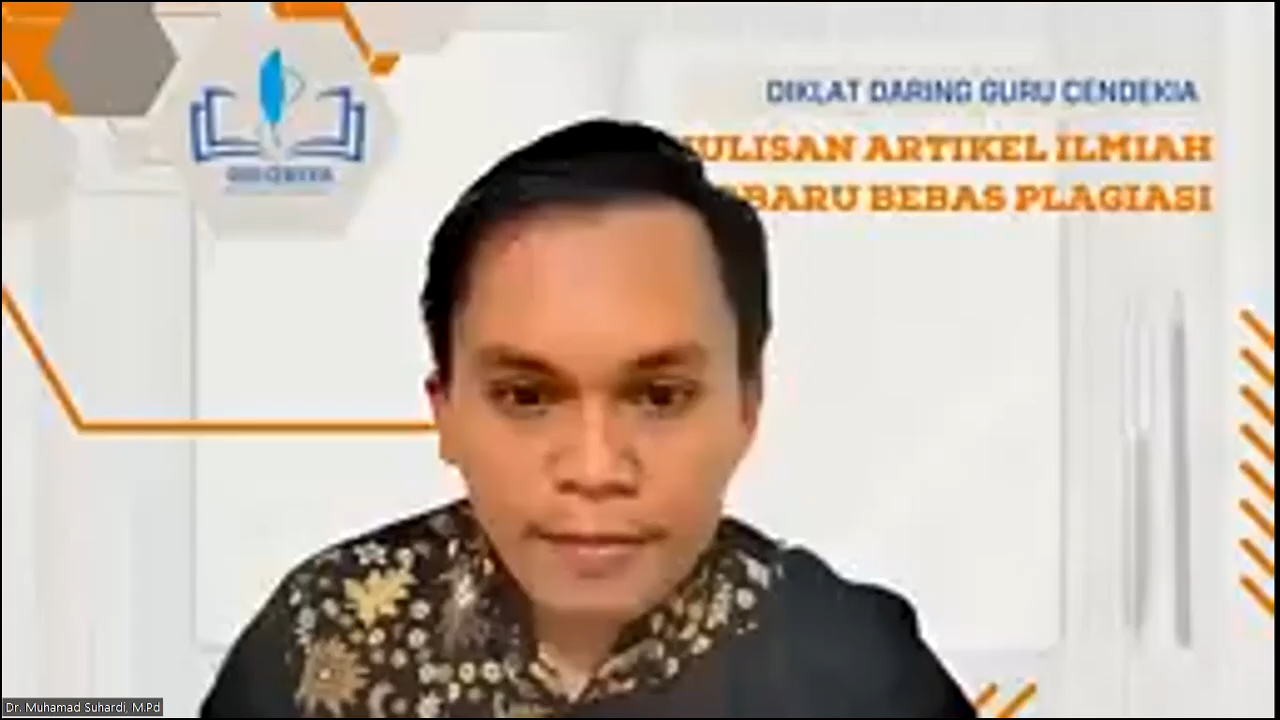 DIKLAT DARING GURU CENDEKIA
ULISAN ARTIKEL ILMIAH
BARU BEBAS PLAGIASI
Dr. Muhamad Suhardi, M.Pd